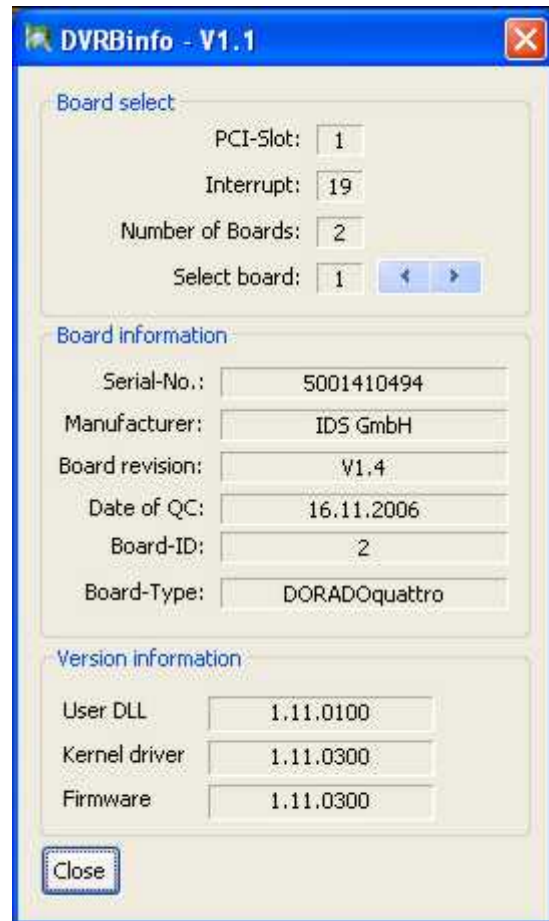 DVRBinfo - V1.1
Board select
PCI-Slot: 1
Interrupt: 19
Number of Boards: 2
Select board: 1
Board information
Serial-No.: 5001410494
Manufacturer: IDS GmbH
Board revision: V1.4
Date of QC: 16.11.2006
Board-ID: 2
Board-Type: DORADOquattro
Version information
User DLL 1.11.0100
Kernel driver 1.11.0300
Firmware 1.11.0300
Close